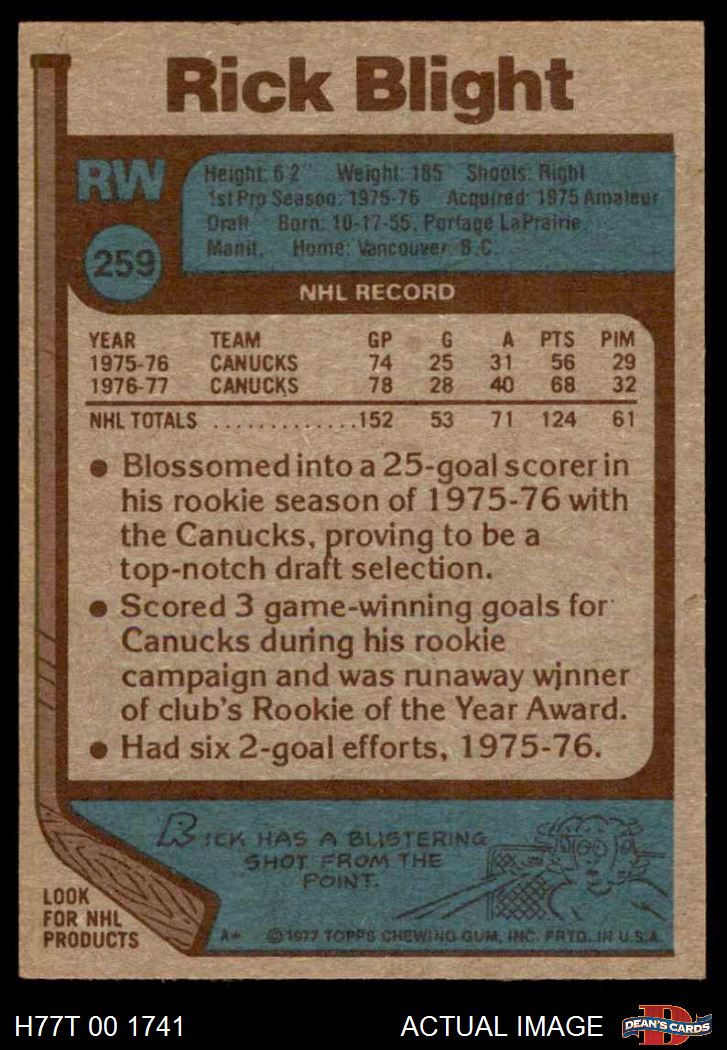 Rick Blight
RW
Height: 6 2" Weight: 185 Shoots: Right
1st Pro Season: 1975-76 Acquired: 1975 Amateur
Draft Born: 10-17-55, Portage LaPrairie,
Manit. Home: Vancouver, B.C.
259
NHL RECORD
YEAR TEAM GP G A PTS PIM
1975-76 CANUCKS 74 25 31 56 29
1976-77 CANUCKS 78 28 40 68 32
NHL TOTALS .............152 53 71 124 61
● Blossomed into a 25-goal scorer in
his rookie season of 1975-76 with
the Canucks, proving to be a
top-notch draft selection.
● Scored 3 game-winning goals for
Canucks during his rookie
campaign and was runaway winner
of club's Rookie of the Year Award.
● Had six 2-goal efforts, 1975-76.
RICK HAS A BLISTERING
SHOT FROM THE
POINT.
LOOK
FOR NHL
PRODUCTS
A* ©1977 TOPPS CHEWING GUM, INC. PRTD. IN U.S.A.
H77T 00 1741 ACTUAL IMAGE
D
DEAN'S CARDS